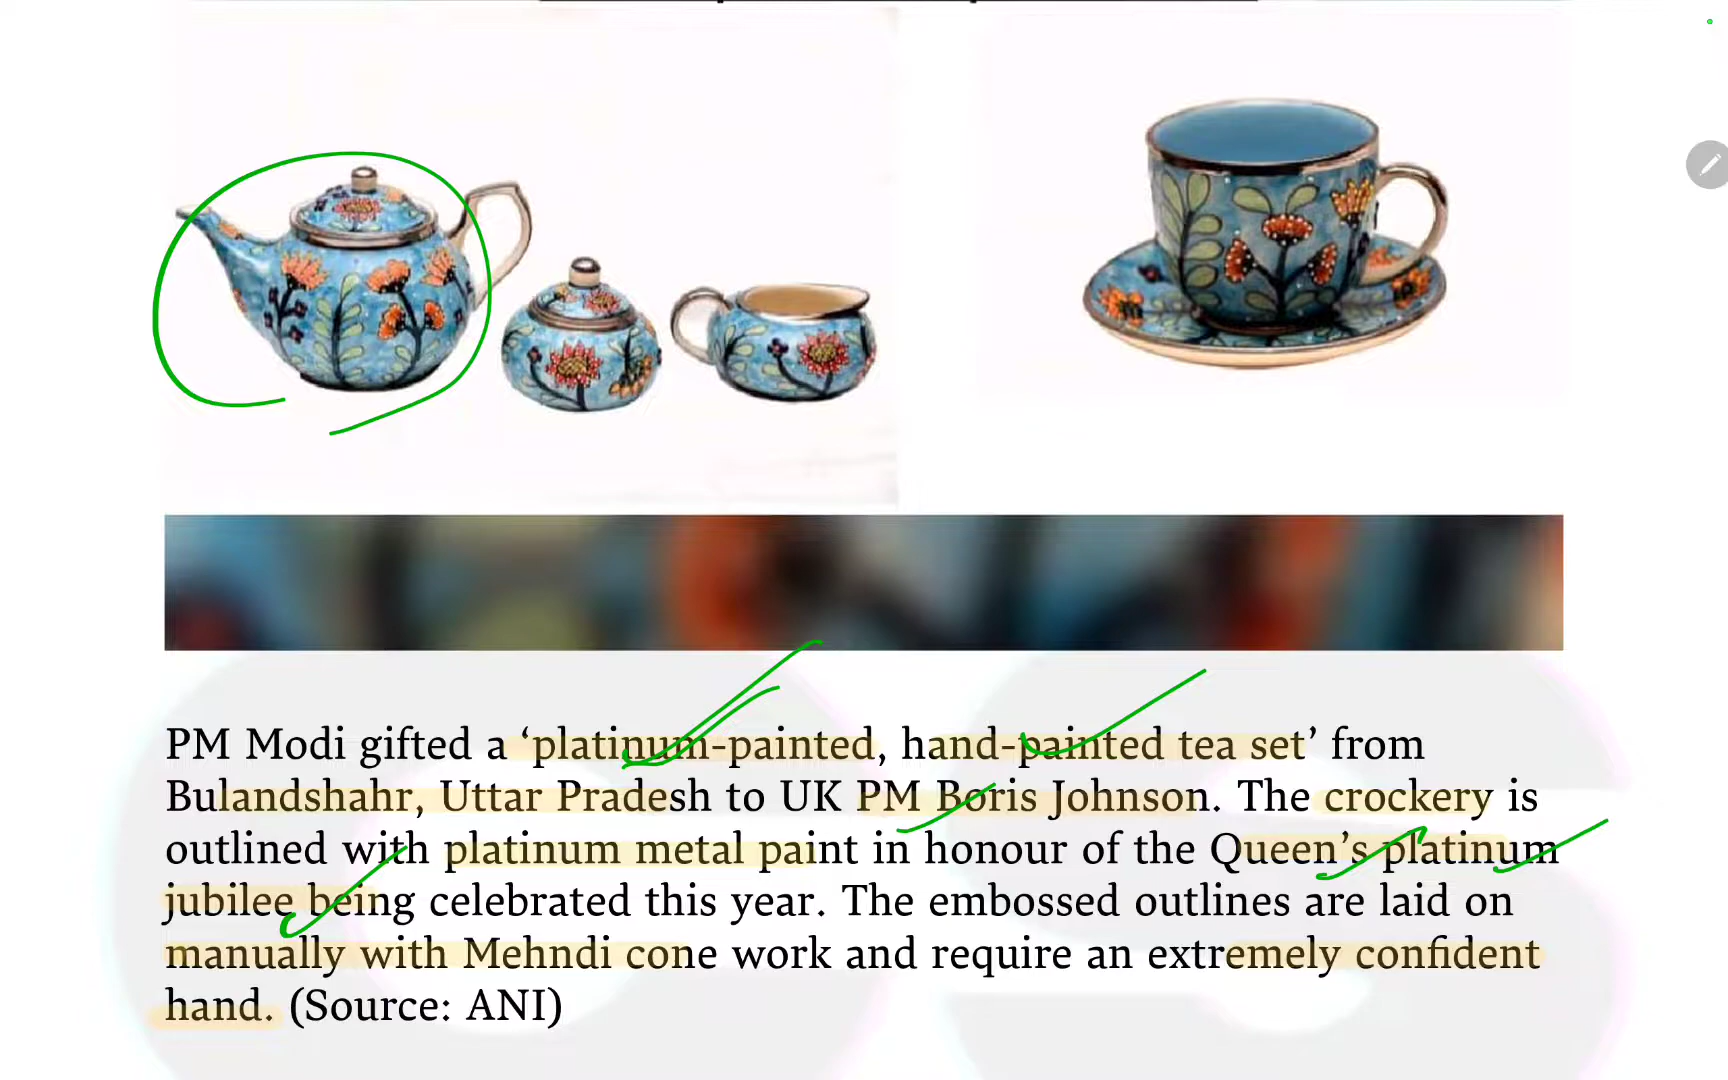 PM Modi gifted a ‘platinum-painted, hand-painted tea set’ from
Bulandshahr, Uttar Pradesh to UK PM Boris Johnson. The crockery is
outlined with platinum metal paint in honour of the Queen’s platinum
jubilee being celebrated this year. The embossed outlines are laid on
manually with Mehndi cone work and require an extremely confident
hand. (Source: ANI)